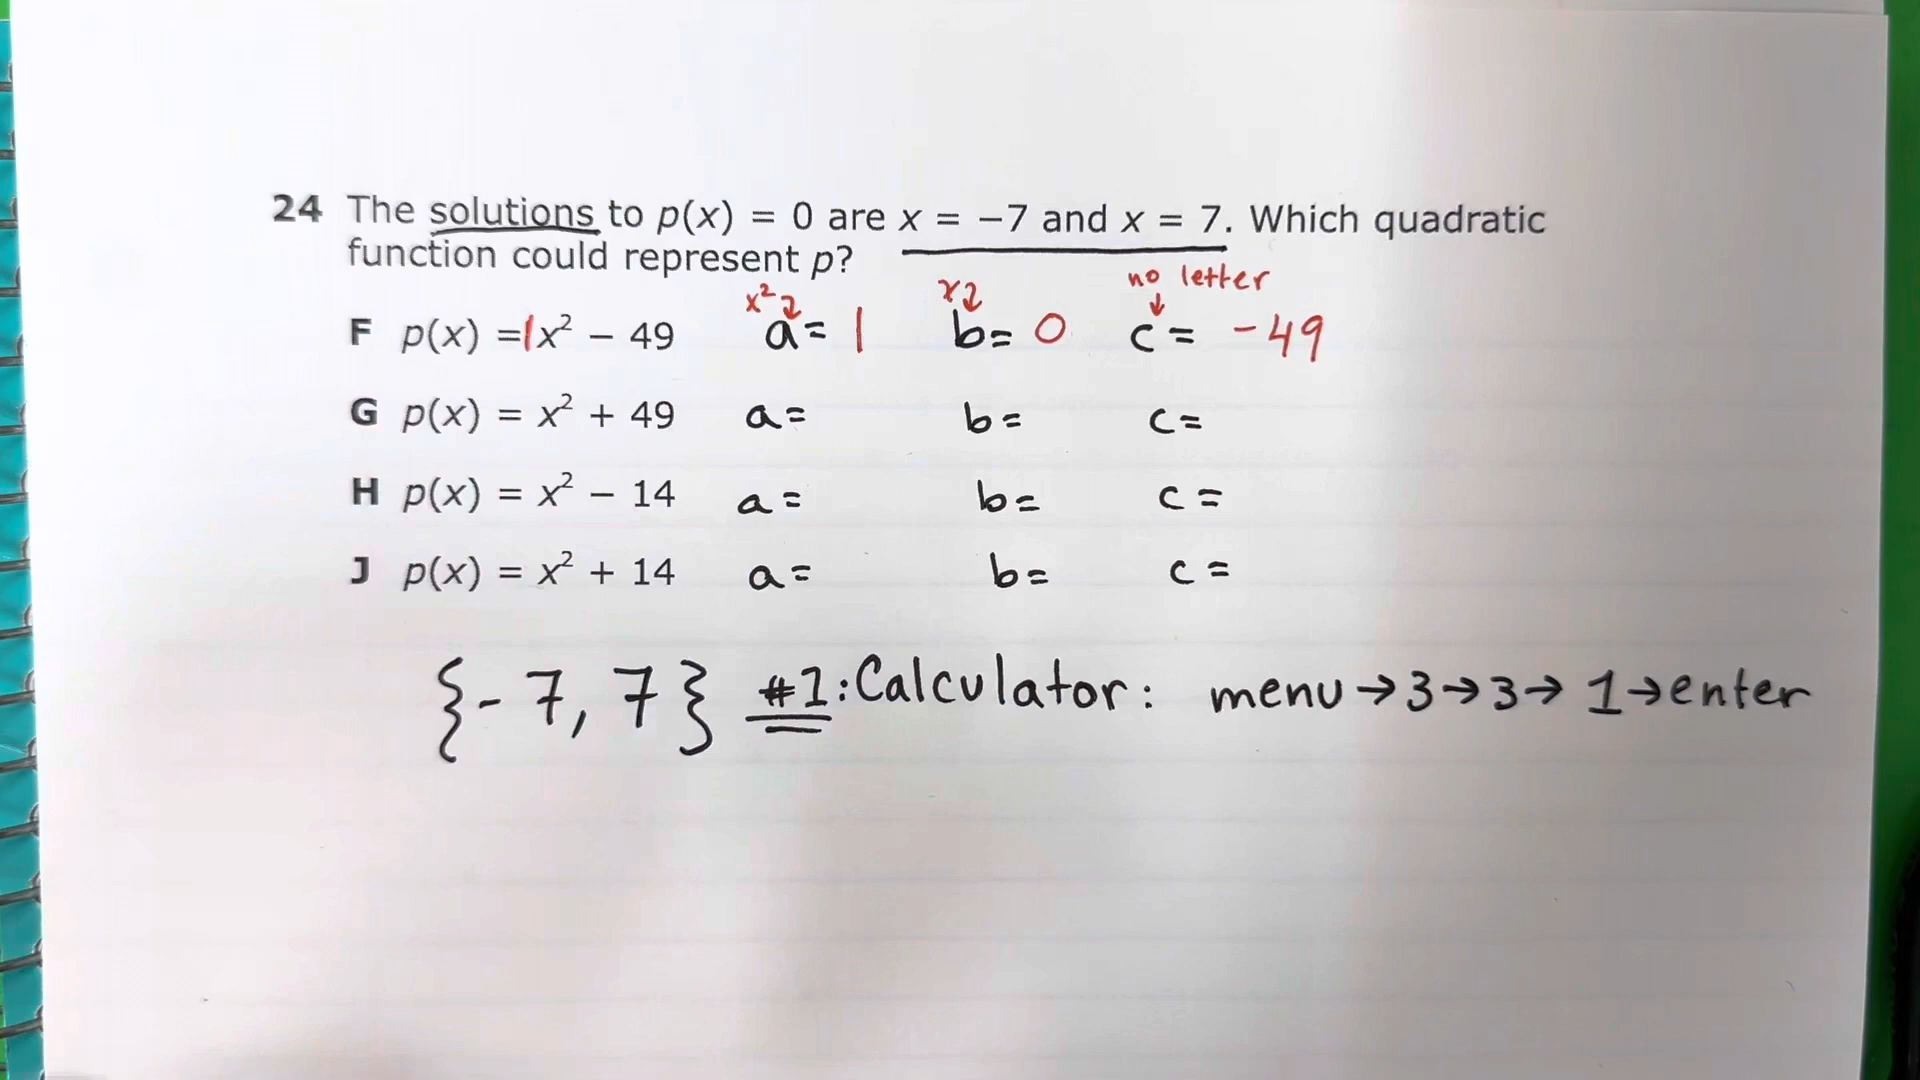 24 The solutions to p(x) = 0 are x = −7 and x = 7. Which quadratic
function could represent p?
no letter
x² x ↓
F p(x) =1x² − 49 a= 1 b= 0 c = -49
G p(x) = x² + 49 a= b= c=
H p(x) = x² − 14 a= b= c=
J p(x) = x² + 14 a= b= c=
{-7, 7} #1: Calculator: menu→3→3→1→enter